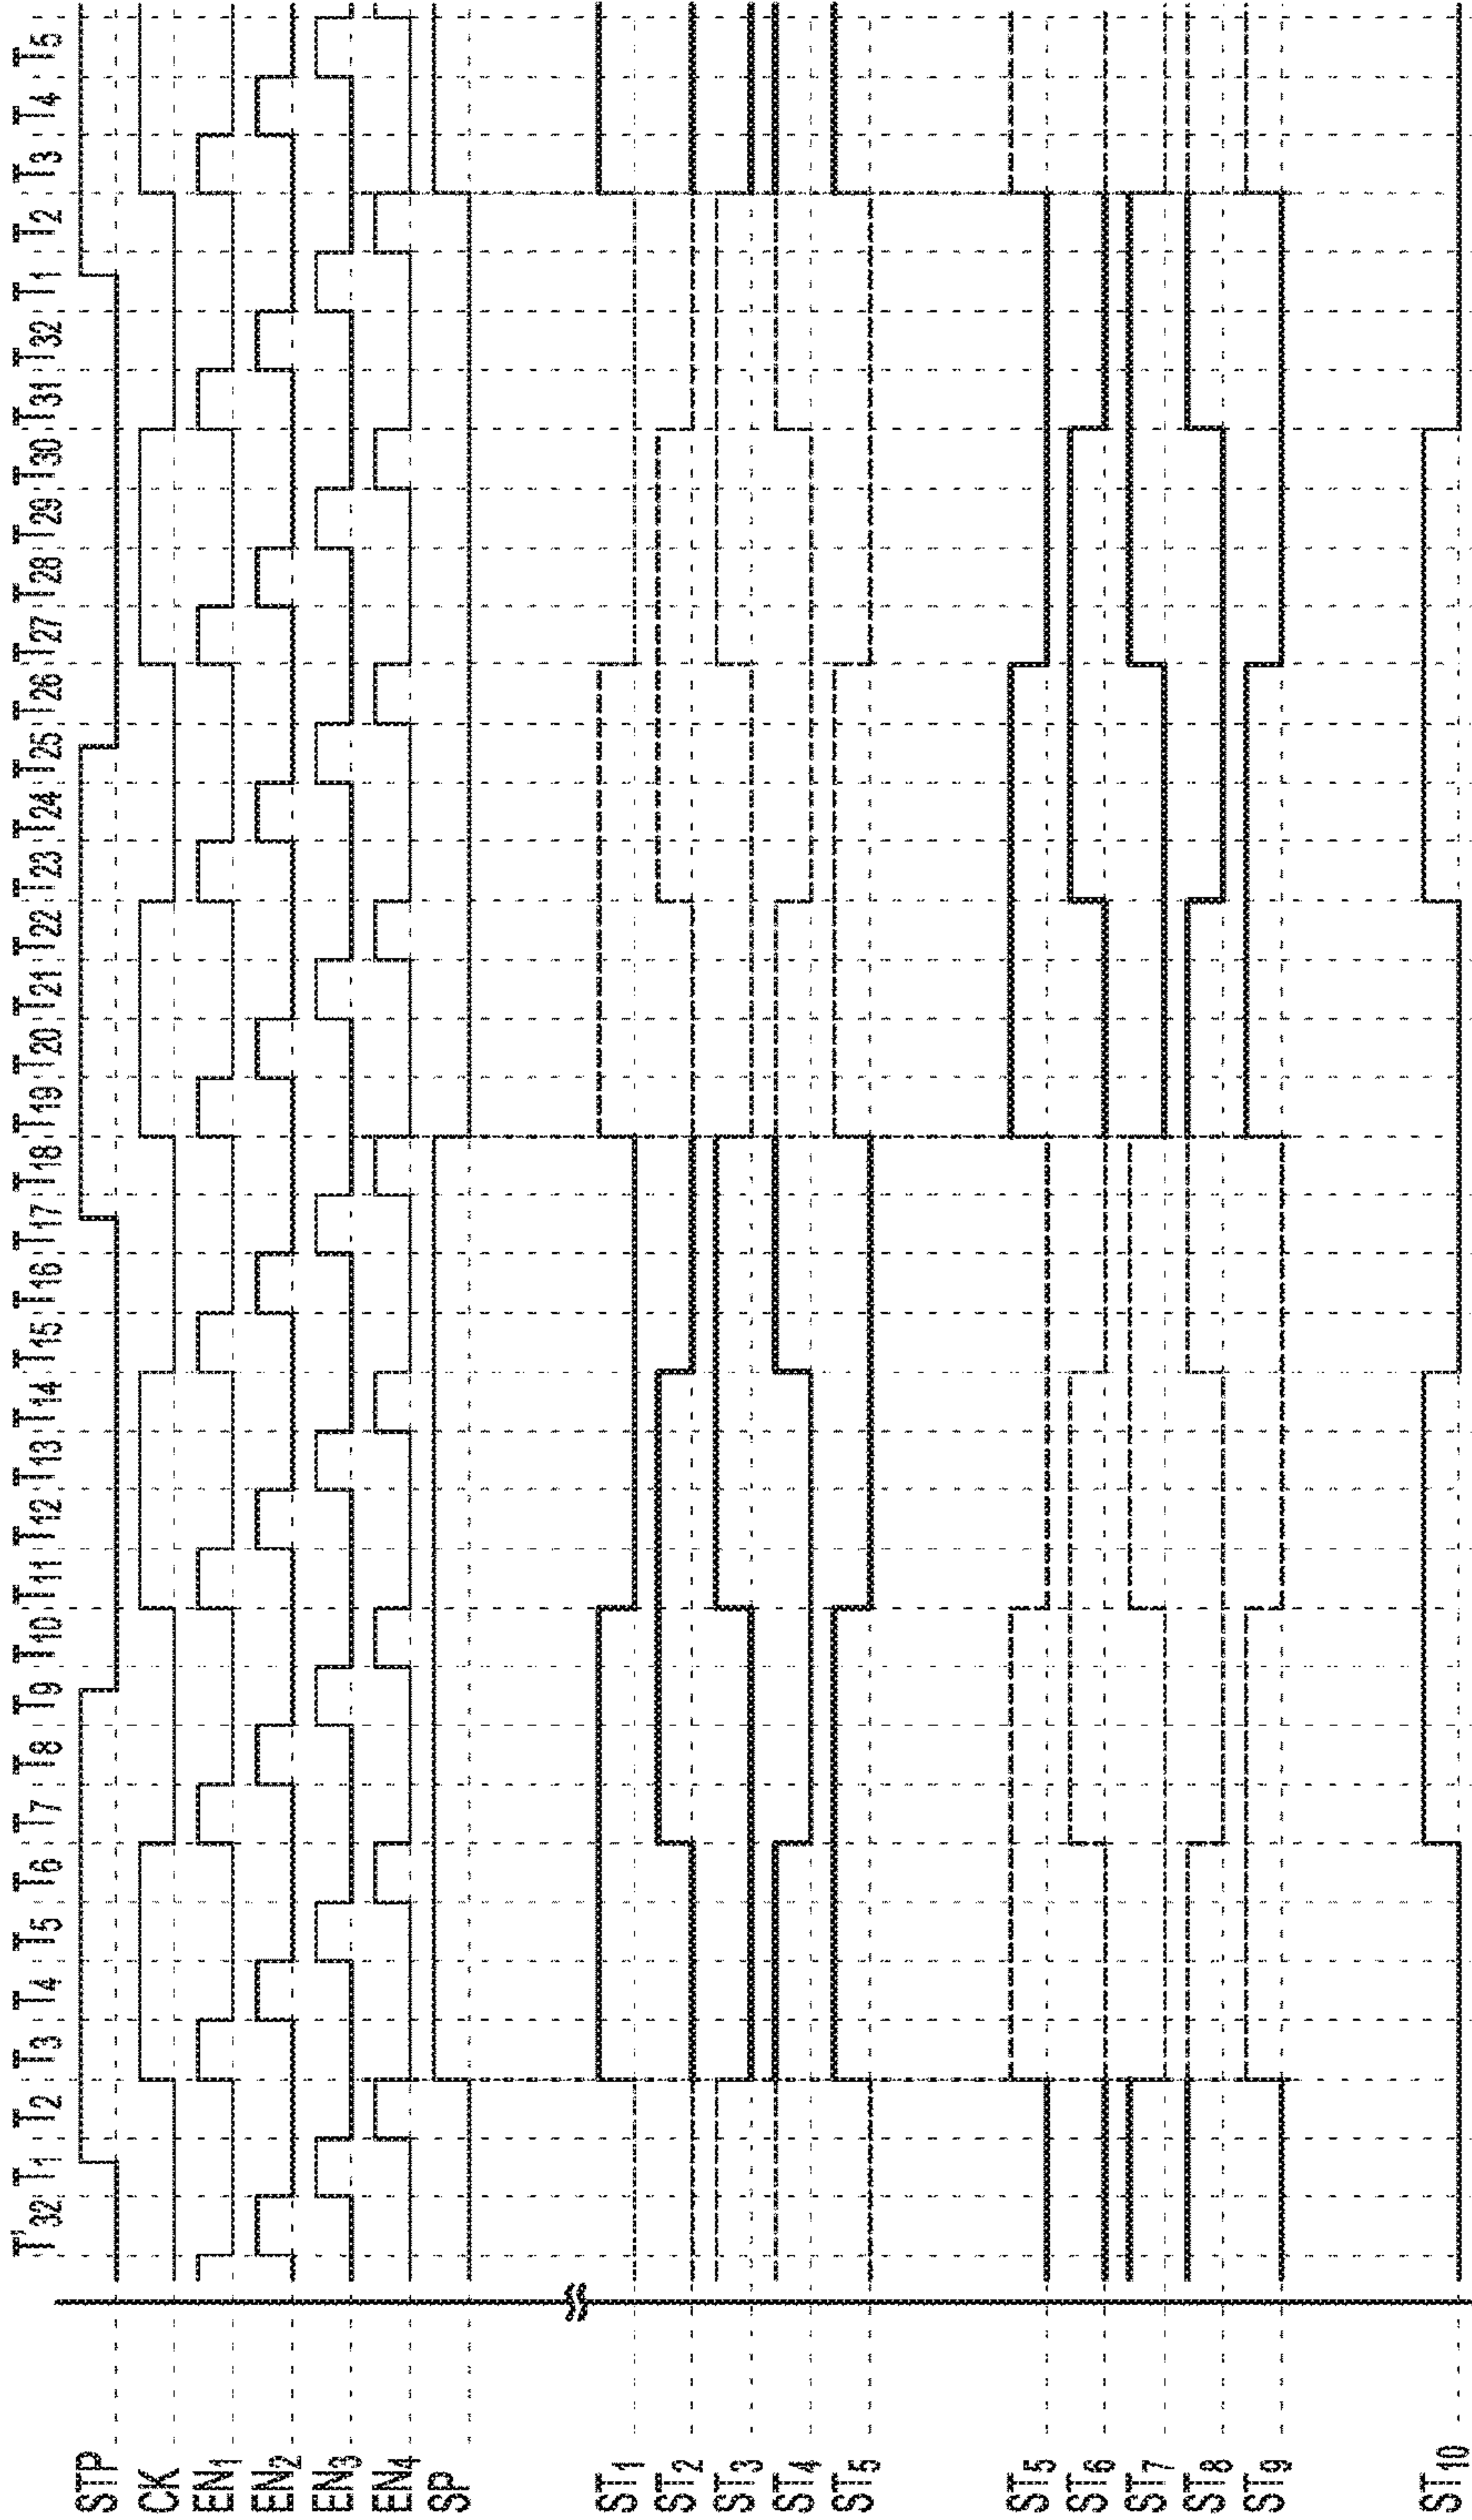 T'32 T1 T2 T3 T4 T5 T6 T7 T8 T9 T10 T11 T12 T13 T14 T15 T16 T17 T18 T19 T20 T21 T22 T23 T24 T25 T26 T27 T28 T29 T30 T31 T32 T1 T2 T3 T4 T5
STP
CK
EN1
EN2
EN3
EN4
SP
ST1
ST2
ST3
ST4
ST5
ST5
ST6
ST7
ST8
ST9
ST10